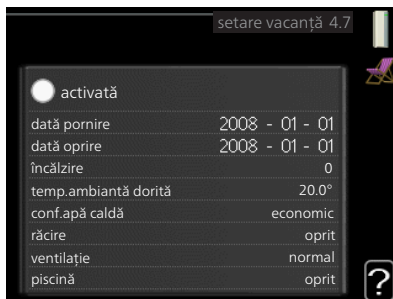 setare vacanță 4.7
activată
dată pornire 2008 - 01 - 01
dată oprire 2008 - 01 - 01
încălzire 0
temp.ambiantă dorită 20.0°
conf.apă caldă economic
răcire oprit
ventilație normal
piscină oprit
?